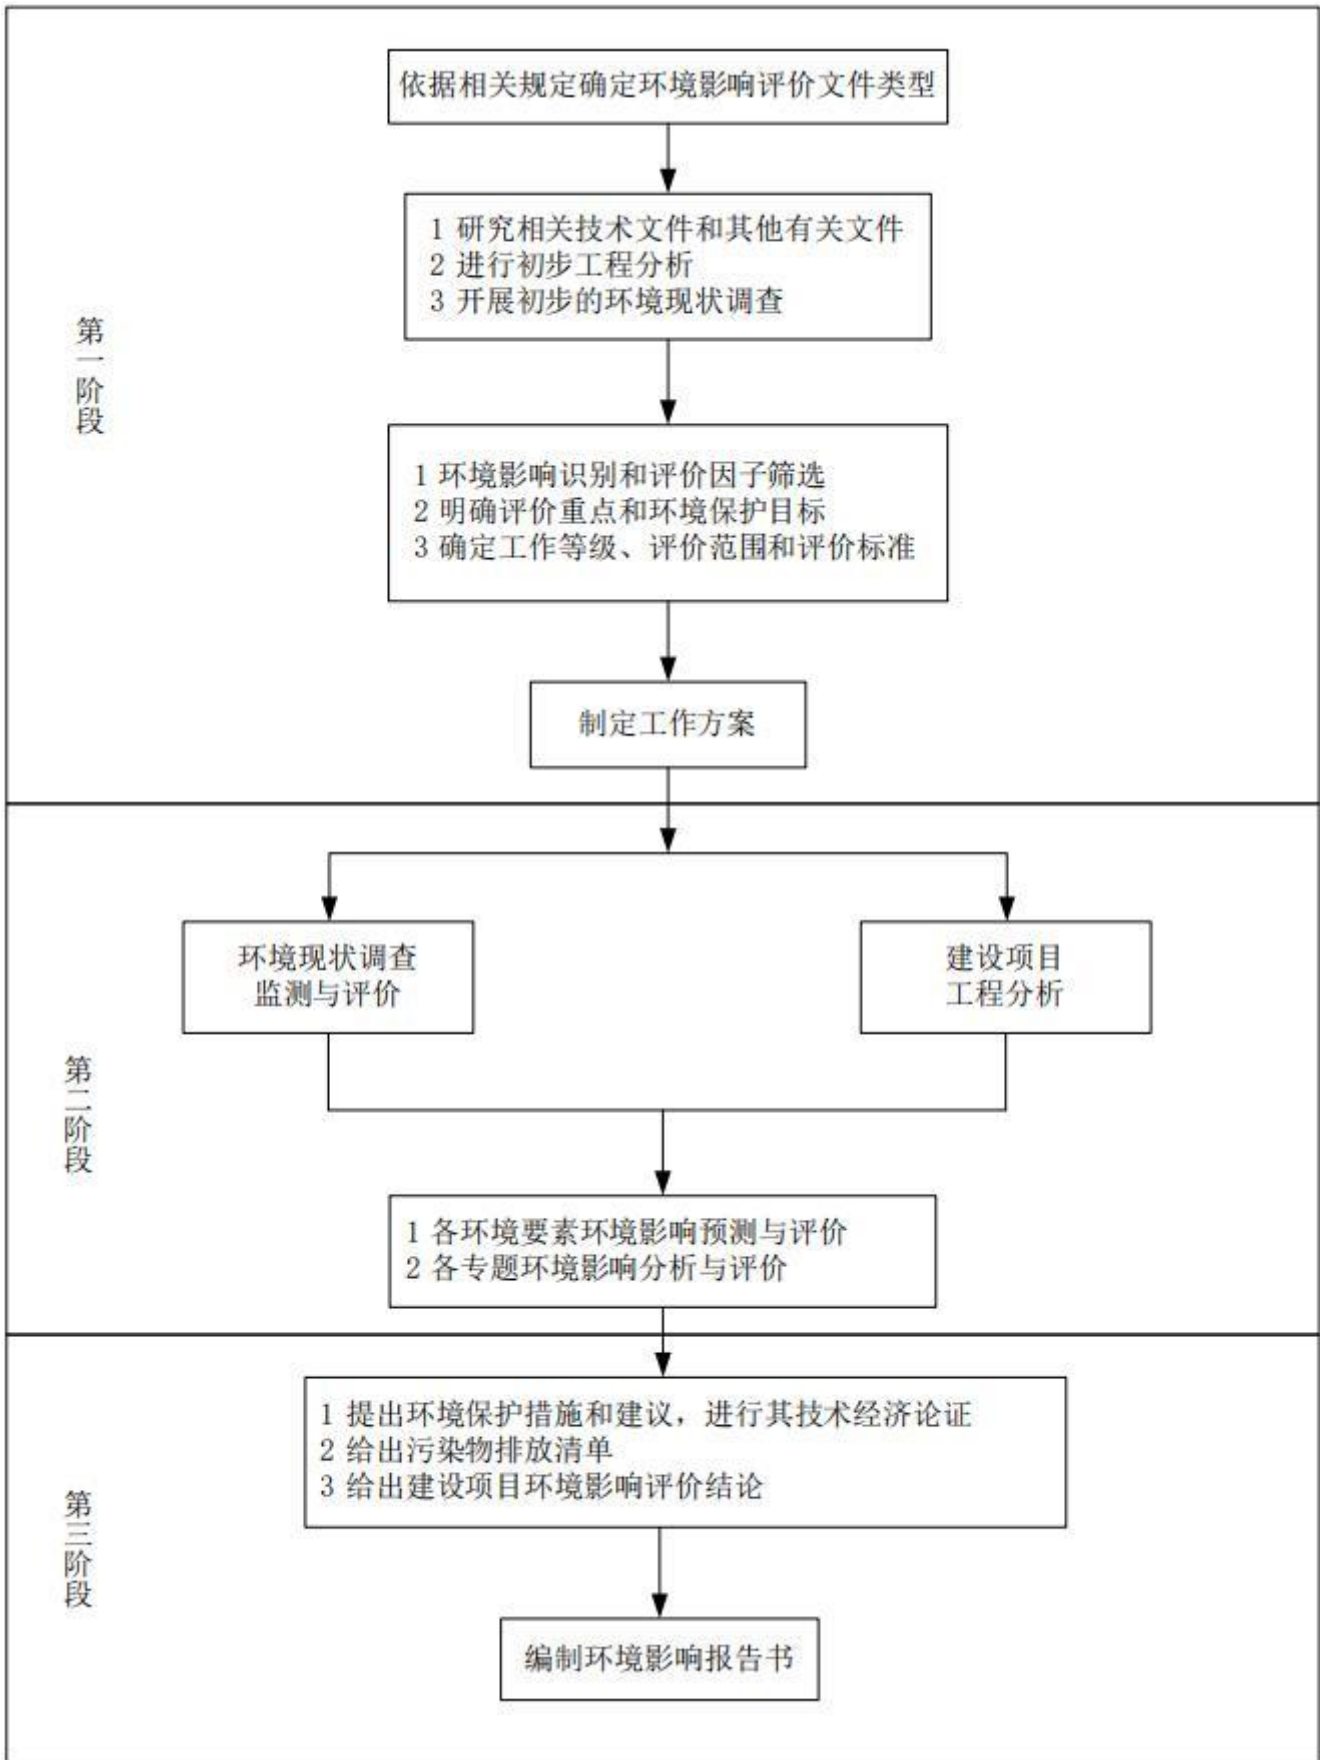 依据相关规定确定环境影响评价文件类型
1 研究相关技术文件和其他有关文件
2 进行初步工程分析
3 开展初步的环境现状调查
第一阶段
1 环境影响识别和评价因子筛选
2 明确评价重点和环境保护目标
3 确定工作等级、评价范围和评价标准
制定工作方案
环境现状调查
监测与评价
建设项目
工程分析
第二阶段
1 各环境要素环境影响预测与评价
2 各专题环境影响分析与评价
1 提出环境保护措施和建议，进行其技术经济论证
2 给出污染物排放清单
3 给出建设项目环境影响评价结论
第三阶段
编制环境影响报告书